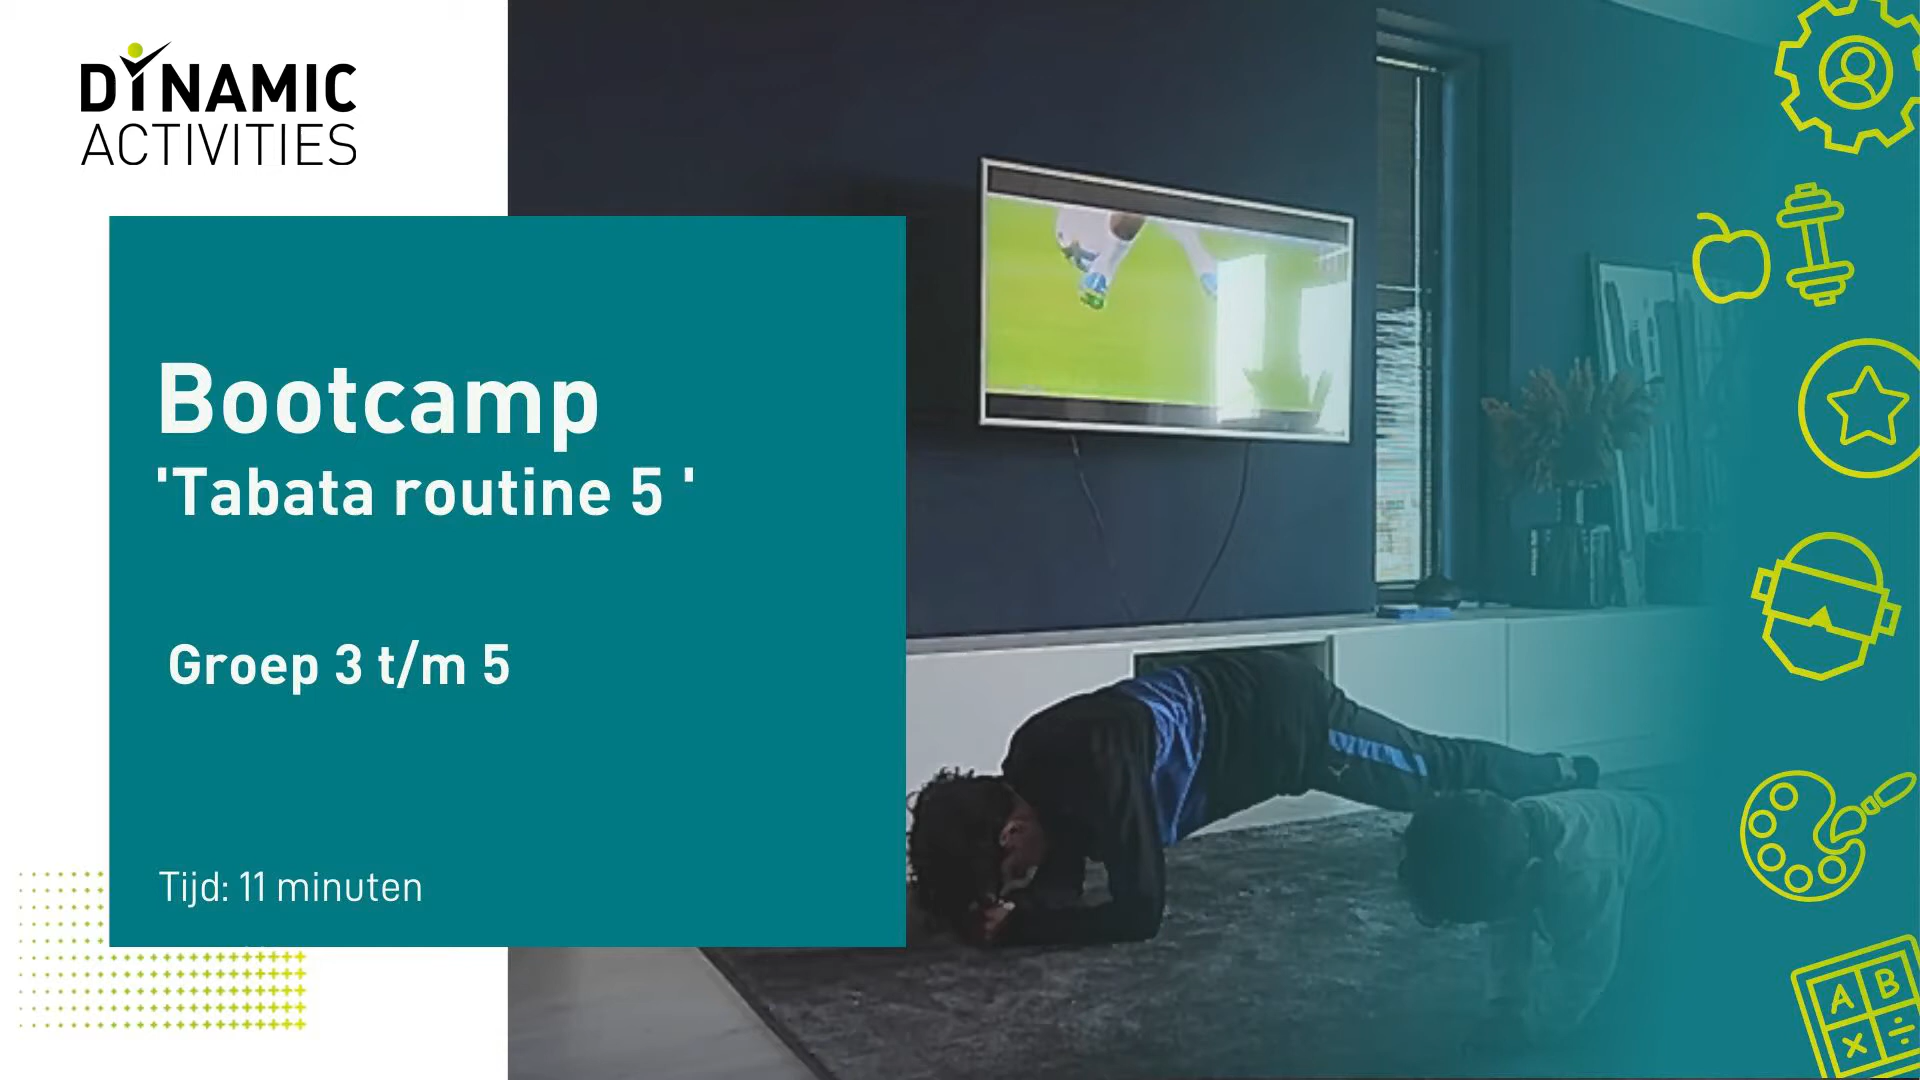 DYNAMIC
ACTIVITIES
Bootcamp
'Tabata routine 5 '
Groep 3 t/m 5
Tijd: 11 minuten
A B
x ÷